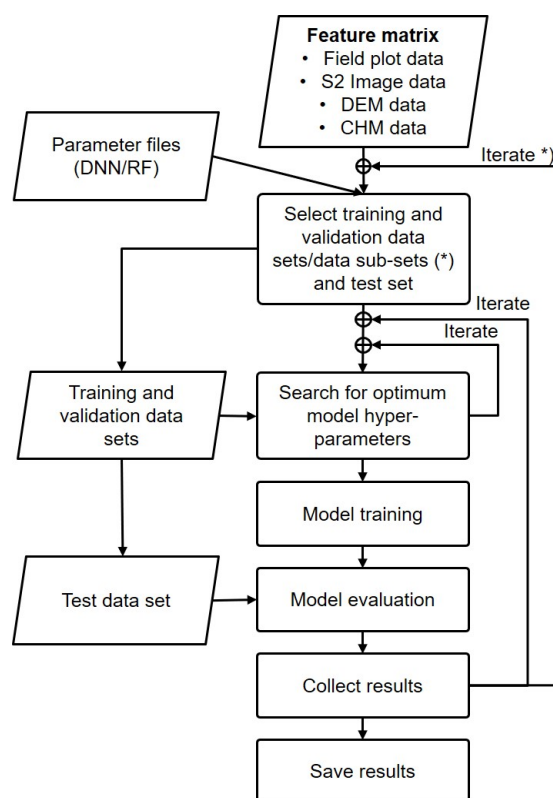 Feature matrix
• Field plot data
• S2 Image data
• DEM data
• CHM data
Iterate *)
Parameter files
(DNN/RF)
Select training and
validation data
sets/data sub-sets (*)
and test set
Iterate
Iterate
Training and
validation data
sets
Search for optimum
model hyper-
parameters
Model training
Test data set
Model evaluation
Collect results
Save results